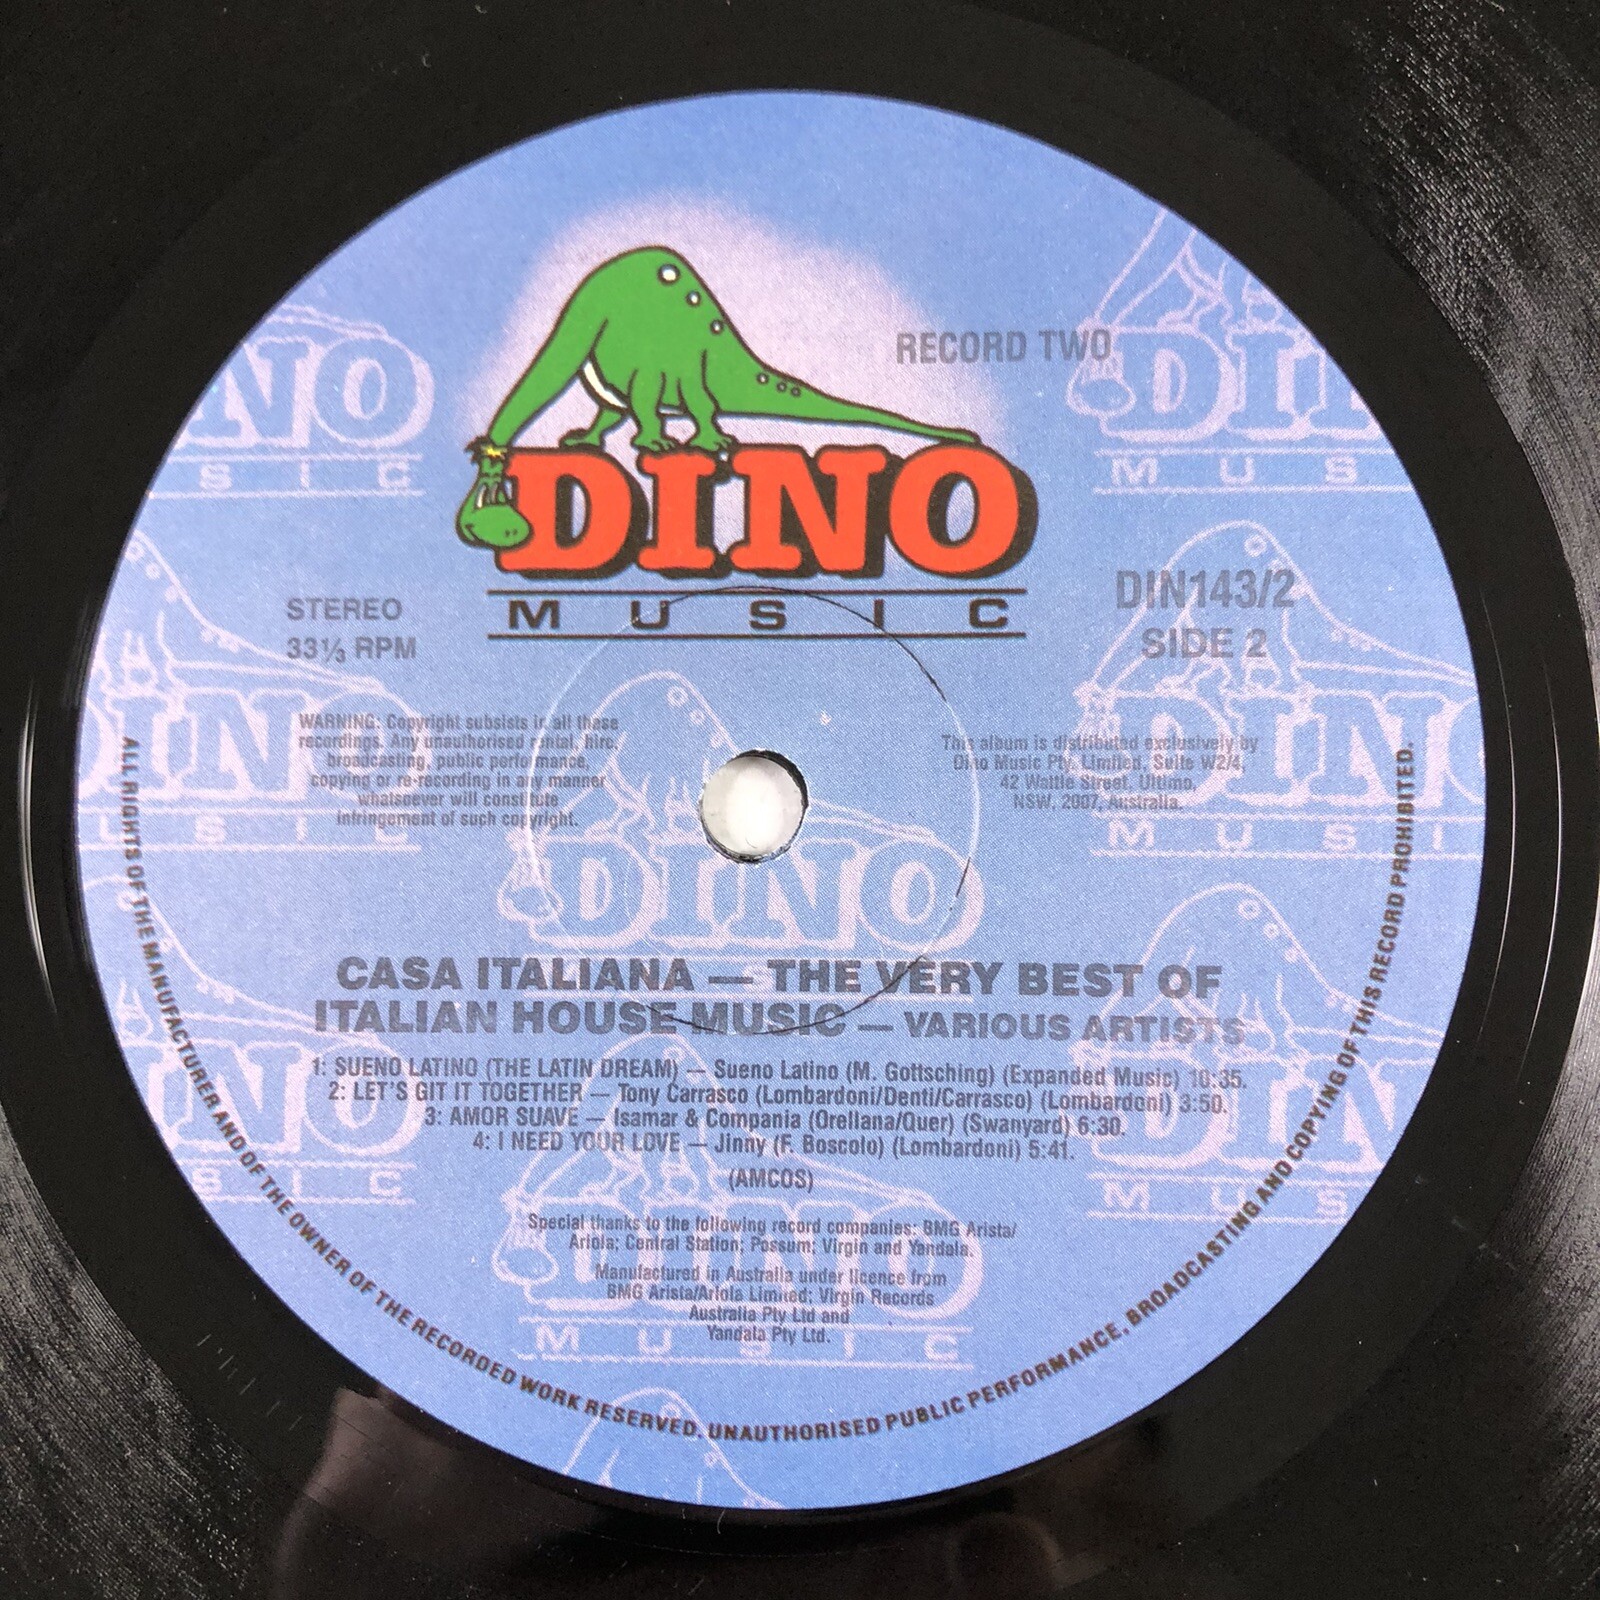 RECORD TWO
DINO
MUSIC
STEREO
33⅓ RPM
DIN143/2
SIDE 2
WARNING: Copyright subsists in all these
recordings. Any unauthorised rental, hire,
broadcasting, public performance,
copying or re-recording in any manner
whatsoever will constitute
infringement of such copyright.
This album is distributed exclusively by
Dino Music Pty. Limited, Suite W2/4,
42 Wattle Street, Ultimo,
NSW, 2007, Australia.
CASA ITALIANA — THE VERY BEST OF
ITALIAN HOUSE MUSIC — VARIOUS ARTISTS
1: SUENO LATINO (THE LATIN DREAM) — Sueno Latino (M. Gottsching) (Expanded Music) 10:35.
2: LET'S GIT IT TOGETHER — Tony Carrasco (Lombardoni/Denti/Carrasco) (Lombardoni) 3:50.
3: AMOR SUAVE — Isamar & Compania (Orellana/Quer) (Swanyard) 6:30.
4: I NEED YOUR LOVE — Jinny (F. Boscolo) (Lombardoni) 5:41.
(AMCOS)
Special thanks to the following record companies: BMG Arista/
Ariola; Central Station; Possum; Virgin and Yandala.
Manufactured in Australia under licence from
BMG Arista/Ariola Limited; Virgin Records
Australia Pty Ltd and
Yandala Pty Ltd.
ALL RIGHTS OF THE MANUFACTURER AND OF THE OWNER OF THE RECORDED WORK RESERVED. UNAUTHORISED PUBLIC PERFORMANCE, BROADCASTING AND COPYING OF THIS RECORD PROHIBITED.